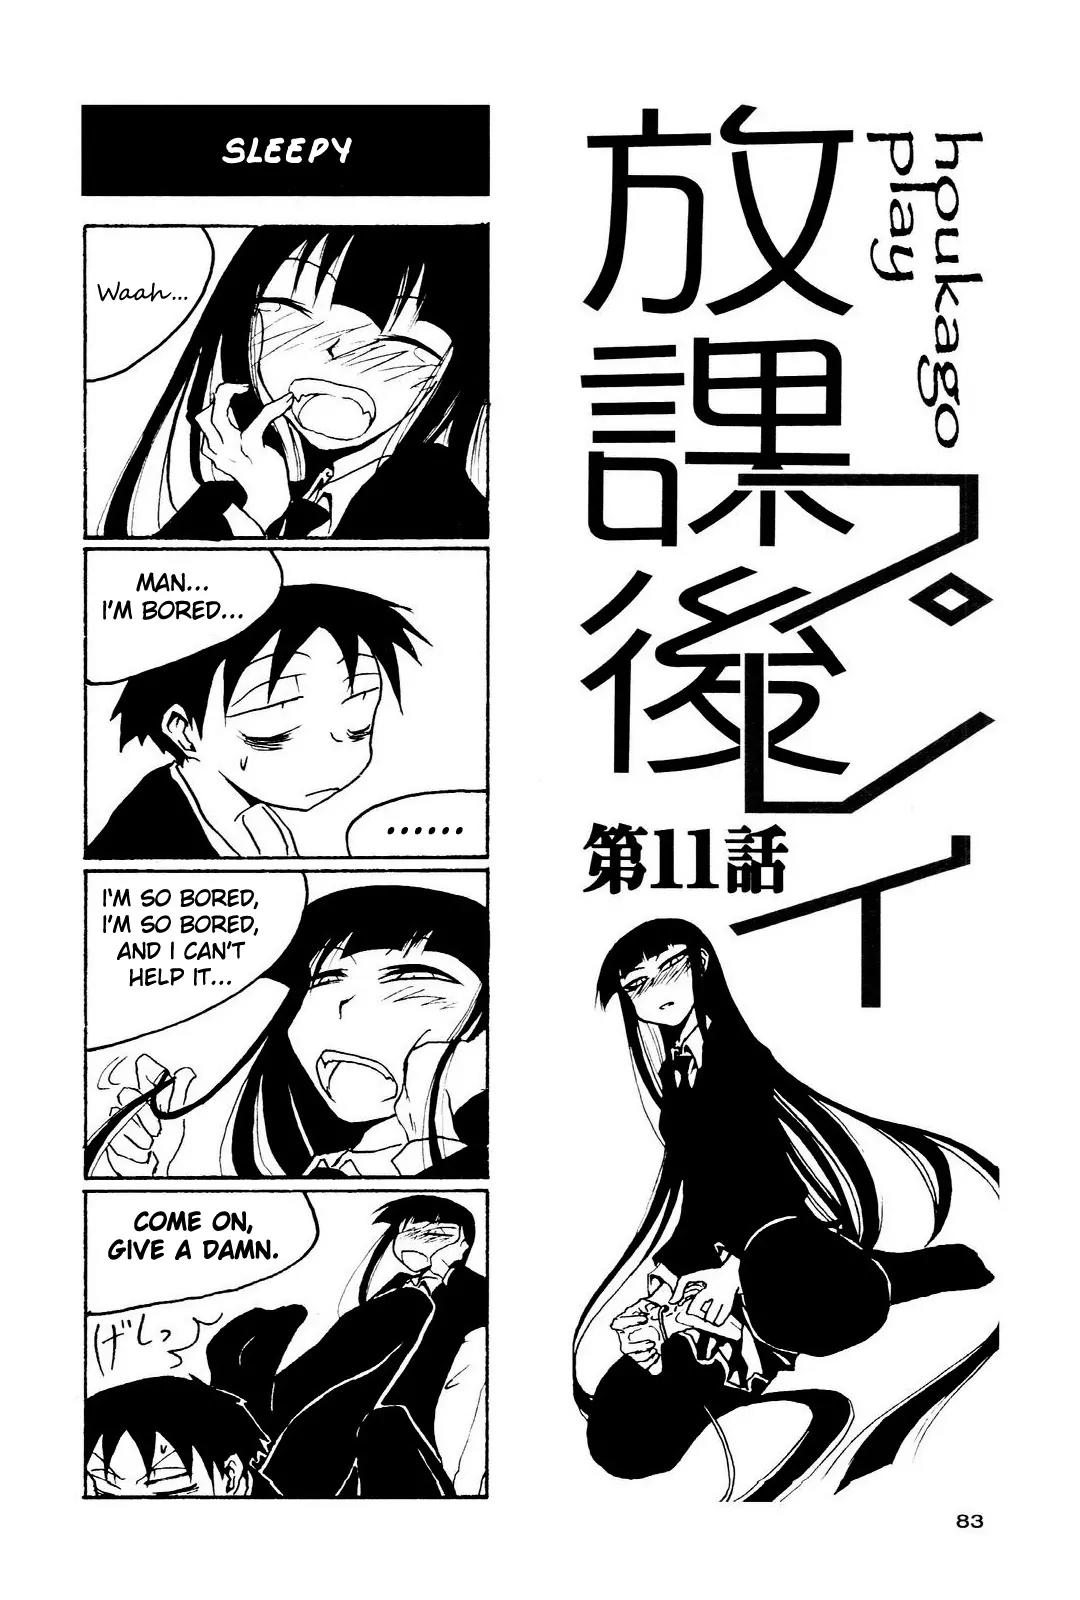 放課後プレイ
houkago
play
第11話
SLEEPY
Waah...
MAN...
I'M BORED...
......
I'M SO BORED,
I'M SO BORED,
AND I CAN'T
HELP IT...
COME ON,
GIVE A DAMN.
げしっ
83